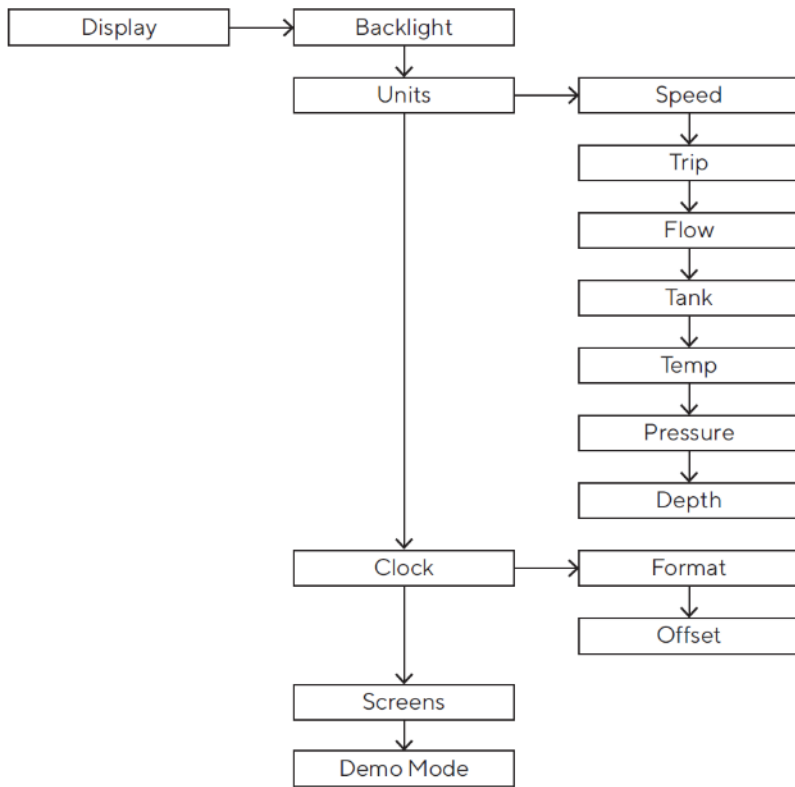 Display
Backlight
Units
Speed
Trip
Flow
Tank
Temp
Pressure
Depth
Clock
Format
Offset
Screens
Demo Mode